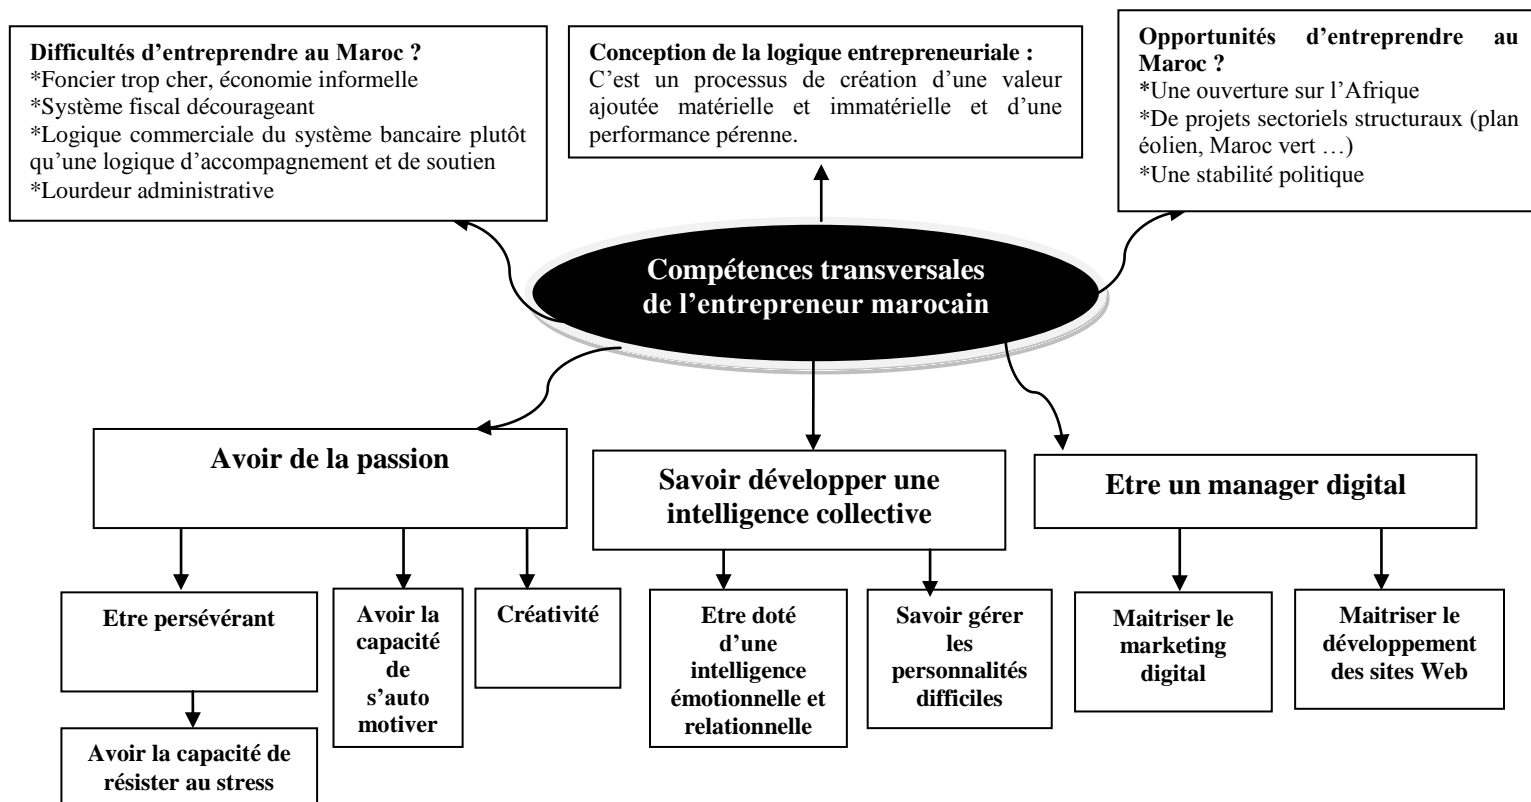 Difficultés d’entreprendre au Maroc ?
*Foncier trop cher, économie informelle
*Système fiscal décourageant
*Logique commerciale du système bancaire plutôt
qu’une logique d’accompagnement et de soutien
*Lourdeur administrative
Conception de la logique entrepreneuriale :
C’est un processus de création d’une valeur
ajoutée matérielle et immatérielle et d’une
performance pérenne.
Opportunités d’entreprendre au
Maroc ?
*Une ouverture sur l’Afrique
*De projets sectoriels structuraux (plan
éolien, Maroc vert …)
*Une stabilité politique
Compétences transversales
de l’entrepreneur marocain
Avoir de la passion
Savoir développer une
intelligence collective
Etre un manager digital
Etre persévérant
Avoir la
capacité
de
s’auto
motiver
Créativité
Etre doté
d’une
intelligence
émotionnelle et
relationnelle
Savoir gérer
les
personnalités
difficiles
Maitriser le
marketing
digital
Maitriser le
développement
des sites Web
Avoir la capacité de
résister au stress